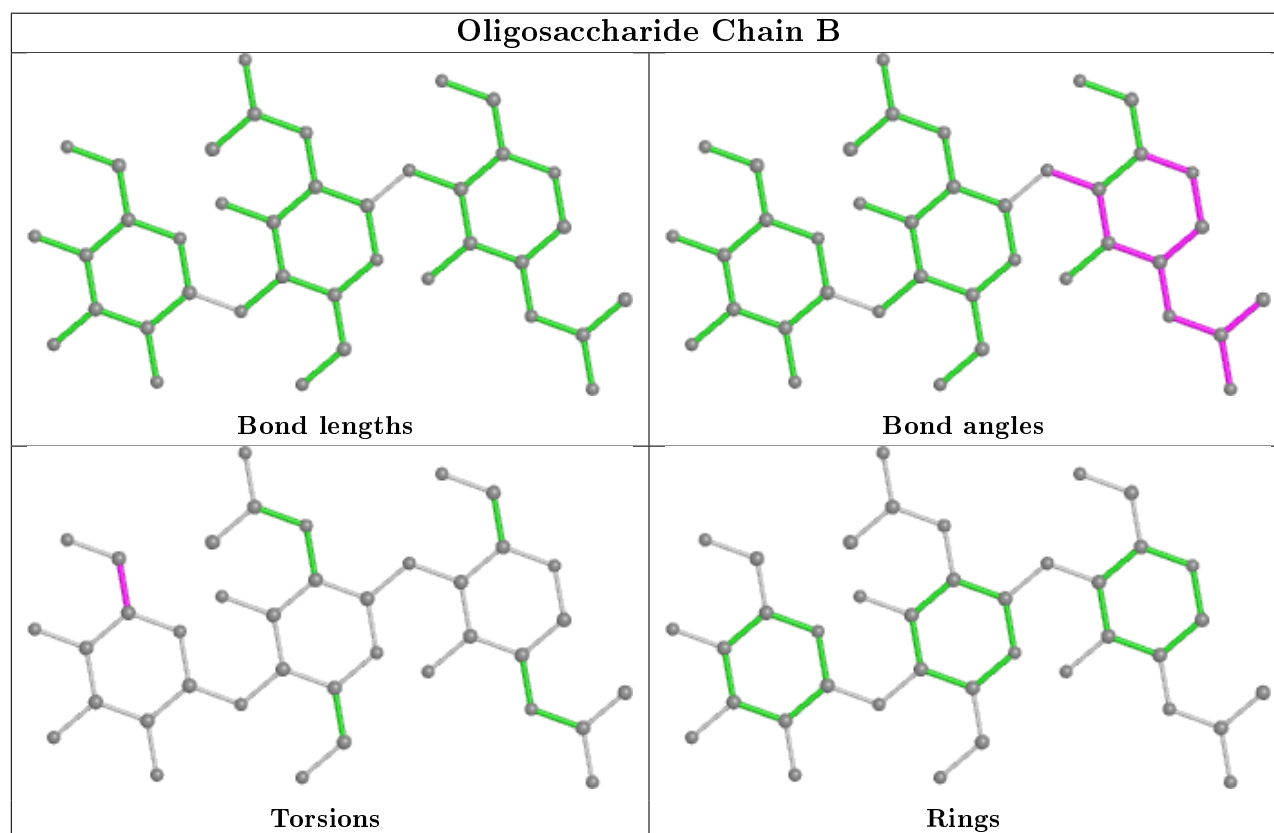 Oligosaccharide Chain B
Bond lengths
Bond angles
Torsions
Rings